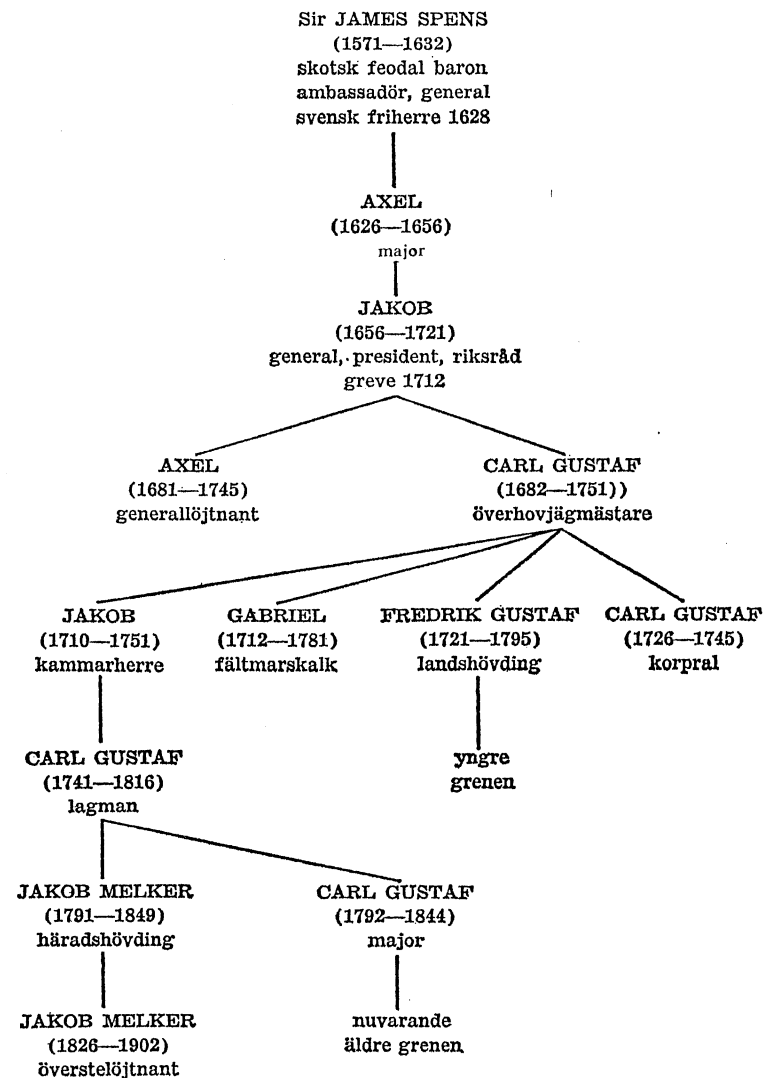 Sir JAMES SPENS
(1571—1632)
skotsk feodal baron
ambassadör, general
svensk friherre 1628
AXEL
(1626—1656)
major
JAKOB
(1656—1721)
general, president, riksråd
greve 1712
AXEL
(1681—1745)
generallöjtnant
CARL GUSTAF
(1682—1751))
överhovjägmästare
JAKOB
(1710—1751)
kammarherre
GABRIEL
(1712—1781)
fältmarskalk
FREDRIK GUSTAF
(1721—1795)
landshövding
CARL GUSTAF
(1726—1745)
korpral
CARL GUSTAF
(1741—1816)
lagman
yngre
grenen
JAKOB MELKER
(1791—1849)
häradshövding
CARL GUSTAF
(1792—1844)
major
JAKOB MELKER
(1826—1902)
överstelöjtnant
nuvarande
äldre grenen